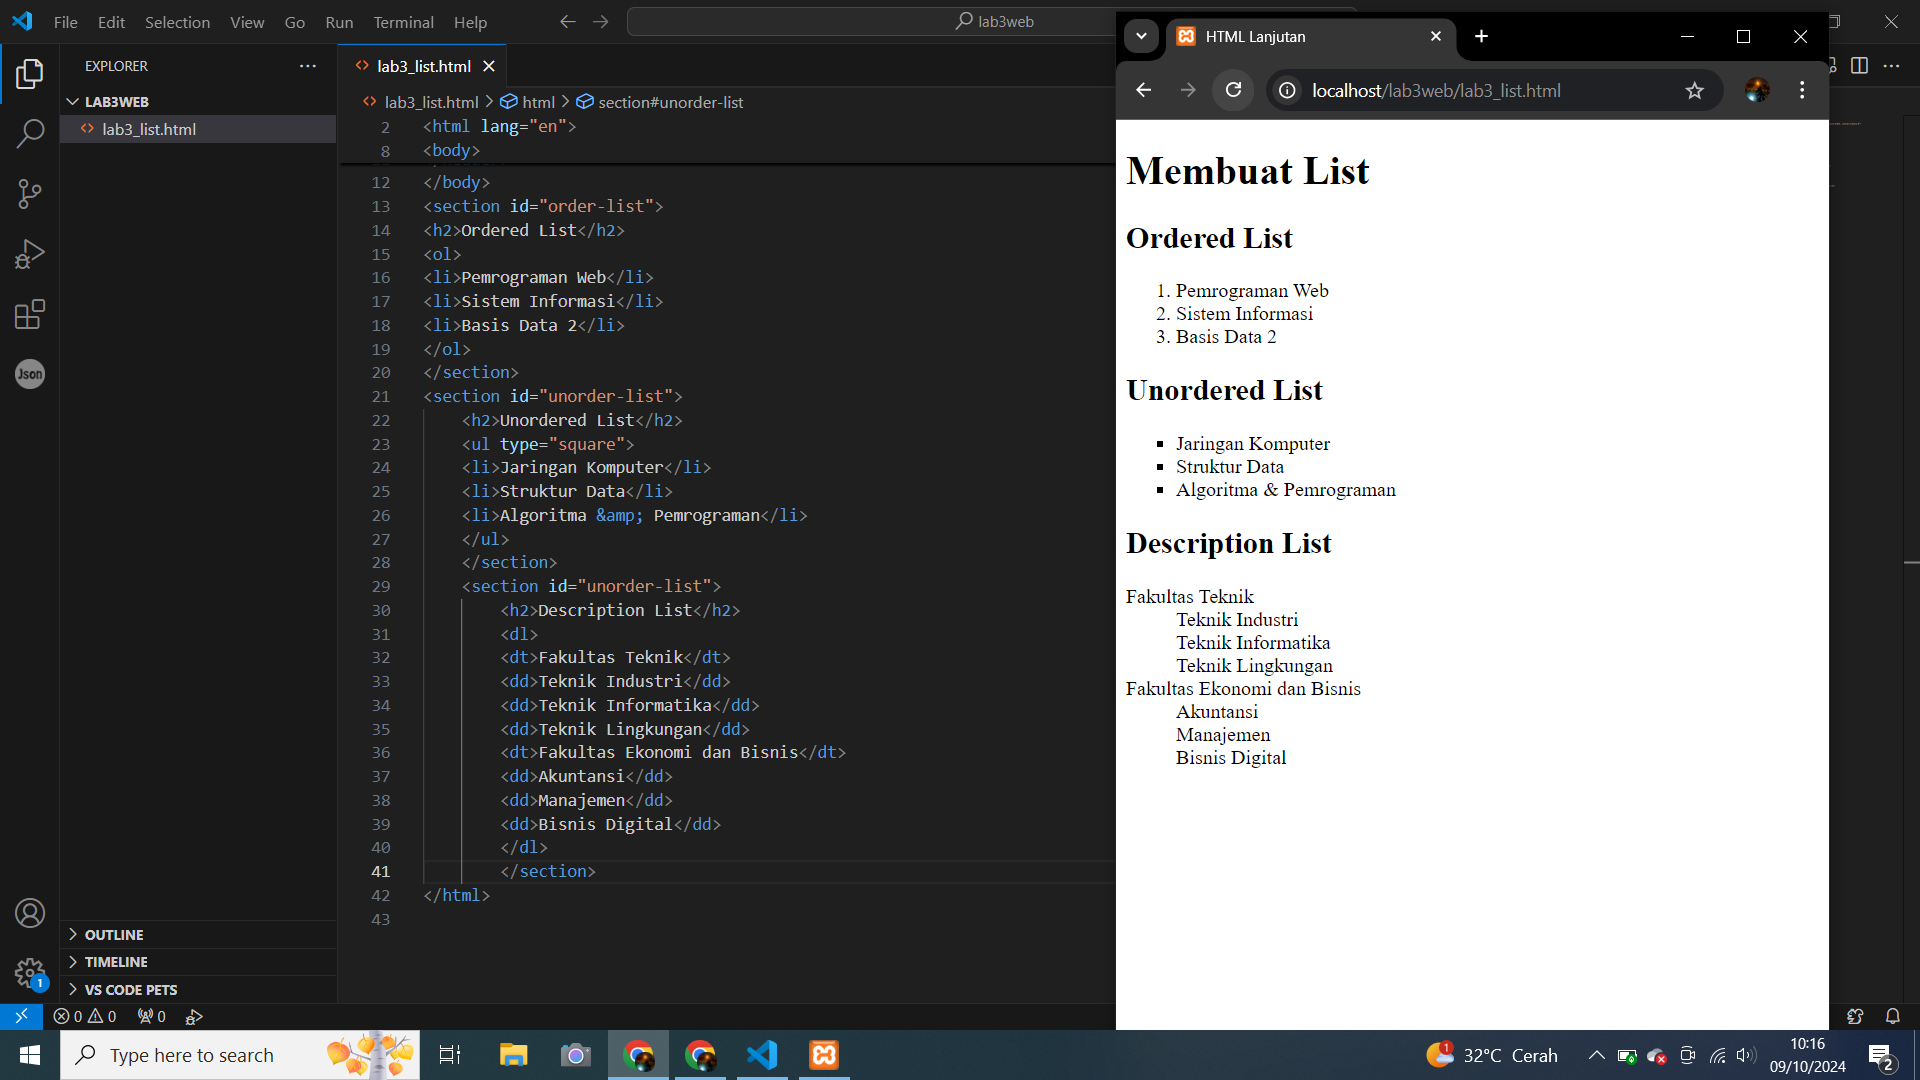 File Edit Selection View Go Run Terminal Help
lab3web
EXPLORER
LAB3WEB
lab3_list.html
OUTLINE
TIMELINE
VS CODE PETS
Json
1
lab3_list.html
lab3_list.html > html > section#unorder-list
2 <html lang="en">
8 <body>
12 </body>
13 <section id="order-list">
14 <h2>Ordered List</h2>
15 <ol>
16 <li>Pemrograman Web</li>
17 <li>Sistem Informasi</li>
18 <li>Basis Data 2</li>
19 </ol>
20 </section>
21 <section id="unorder-list">
22 <h2>Unordered List</h2>
23 <ul type="square">
24 <li>Jaringan Komputer</li>
25 <li>Struktur Data</li>
26 <li>Algoritma &amp; Pemrograman</li>
27 </ul>
28 </section>
29 <section id="unorder-list">
30 <h2>Description List</h2>
31 <dl>
32 <dt>Fakultas Teknik</dt>
33 <dd>Teknik Industri</dd>
34 <dd>Teknik Informatika</dd>
35 <dd>Teknik Lingkungan</dd>
36 <dt>Fakultas Ekonomi dan Bisnis</dt>
37 <dd>Akuntansi</dd>
38 <dd>Manajemen</dd>
39 <dd>Bisnis Digital</dd>
40 </dl>
41 </section>
42 </html>
43
0 0 0
HTML Lanjutan
localhost/lab3web/lab3_list.html
Membuat List
Ordered List
1. Pemrograman Web
2. Sistem Informasi
3. Basis Data 2
Unordered List
Jaringan Komputer
Struktur Data
Algoritma & Pemrograman
Description List
Fakultas Teknik
Teknik Industri
Teknik Informatika
Teknik Lingkungan
Fakultas Ekonomi dan Bisnis
Akuntansi
Manajemen
Bisnis Digital
Type here to search
1
32°C Cerah
10:16
09/10/2024
2